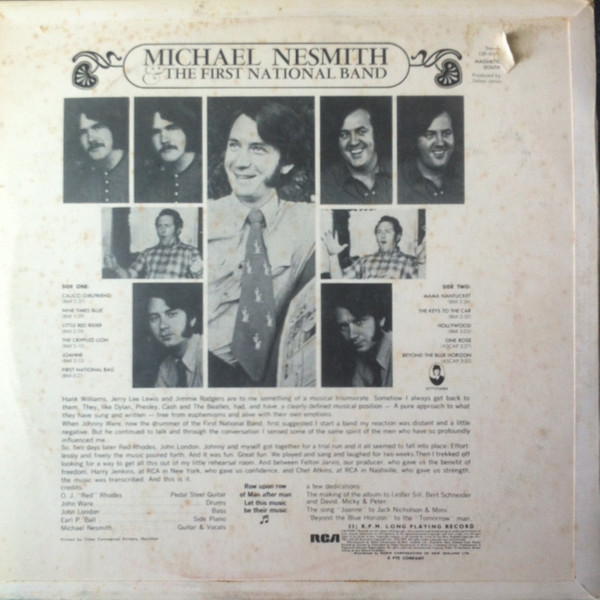 MICHAEL NESMITH
& THE FIRST NATIONAL BAND
Stereo
MAGNETIC
SOUTH
Produced by
Felton Jarvis
SIDE ONE:
CALICO GIRLFRIEND
NINE TIMES BLUE
LITTLE RED RIDER
THE CRIPPLED LION
JOANNE
FIRST NATIONAL RAG
SIDE TWO:
MAMA NANTUCKET
THE KEYS TO THE CAR
HOLLYWOOD
ONE ROSE
BEYOND THE BLUE HORIZON
Hank Williams, Jerry Lee Lewis and Jimmie Rodgers are to me something of a musical triumvirate. Somehow I always get back to
them. They, like Dylan, Presley, Cash and The Beatles, had, and have, a clearly defined musical position — A pure approach to what
they have sung and written — free from euphemisms and alive with their own emotions.
When Johnny Ware, now the drummer of the First National Band, first suggested I start a band my reaction was distant and a little
negative. But he continued to talk and through the conversation I sensed some of the same spirit of the men who have so profoundly
influenced me.
So, two days later Red Rhodes, John London, Johnny and myself got together for a trial run and it all seemed to fall into place. Effort-
lessly and freely the music poured forth. And it was fun. Great fun. We played and sang and laughed for two weeks. Then I trekked off
looking for a way to get all this out of my little rehearsal room. And between Felton Jarvis, our producer, who gave us the benefit of
freedom, Harry Jenkins, at RCA in New York, who gave us confidence, and Chet Atkins, at RCA in Nashville, who gave us strength,
the music was transcribed. And this is it.
credits:
O. J. "Red" Rhodes Pedal Steel Guitar
John Ware Drums
John London Bass
Earl P. Ball Side Piano
Michael Nesmith Guitar & Vocals
Row upon row
of Man after man
Let this music
be their music
a few dedications:
The making of the album to Lester Sill, Bert Schneider
and David, Micky & Peter.
The song "Joanne" to Jack Nicholson & Mimi
"Beyond the Blue Horizon" to the "Tomorrow" man.
33⅓ R.P.M. LONG PLAYING RECORD
RCA
A PYE COMPANY